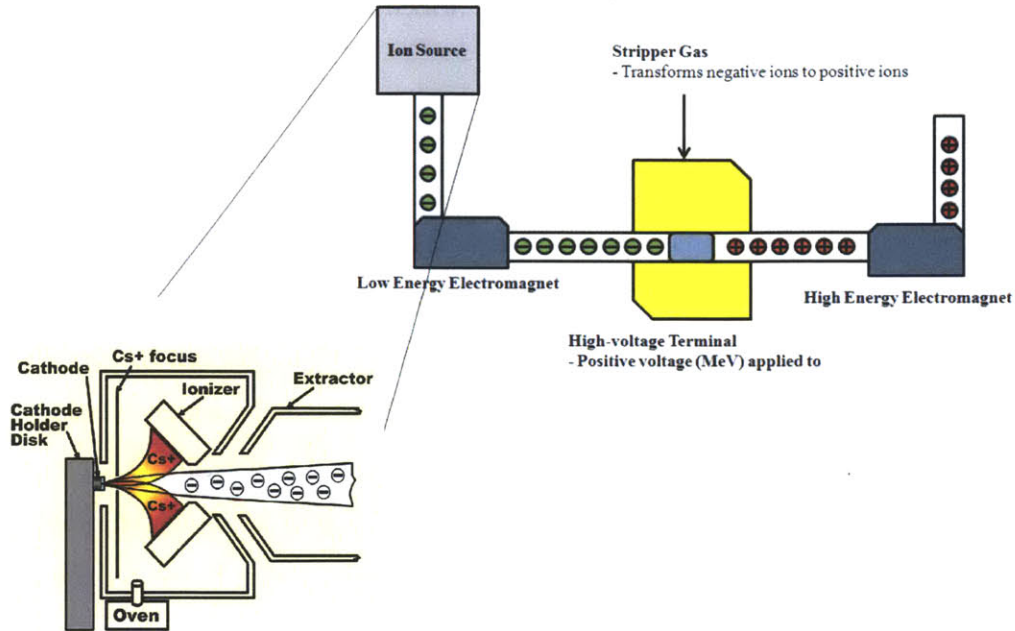 Ion Source
Stripper Gas
- Transforms negative ions to positive ions
Low Energy Electromagnet
High Energy Electromagnet
High-voltage Terminal
- Positive voltage (MeV) applied to
Cs+ focus
Cathode
Ionizer
Extractor
Cathode
Holder
Disk
Cs+
Cs+
Oven